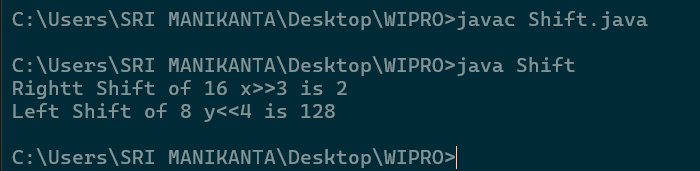 C:\Users\SRI MANIKANTA\Desktop\WIPRO>javac Shift.java
C:\Users\SRI MANIKANTA\Desktop\WIPRO>java Shift
Rightt Shift of 16 x>>3 is 2
Left Shift of 8 y<<4 is 128
C:\Users\SRI MANIKANTA\Desktop\WIPRO>